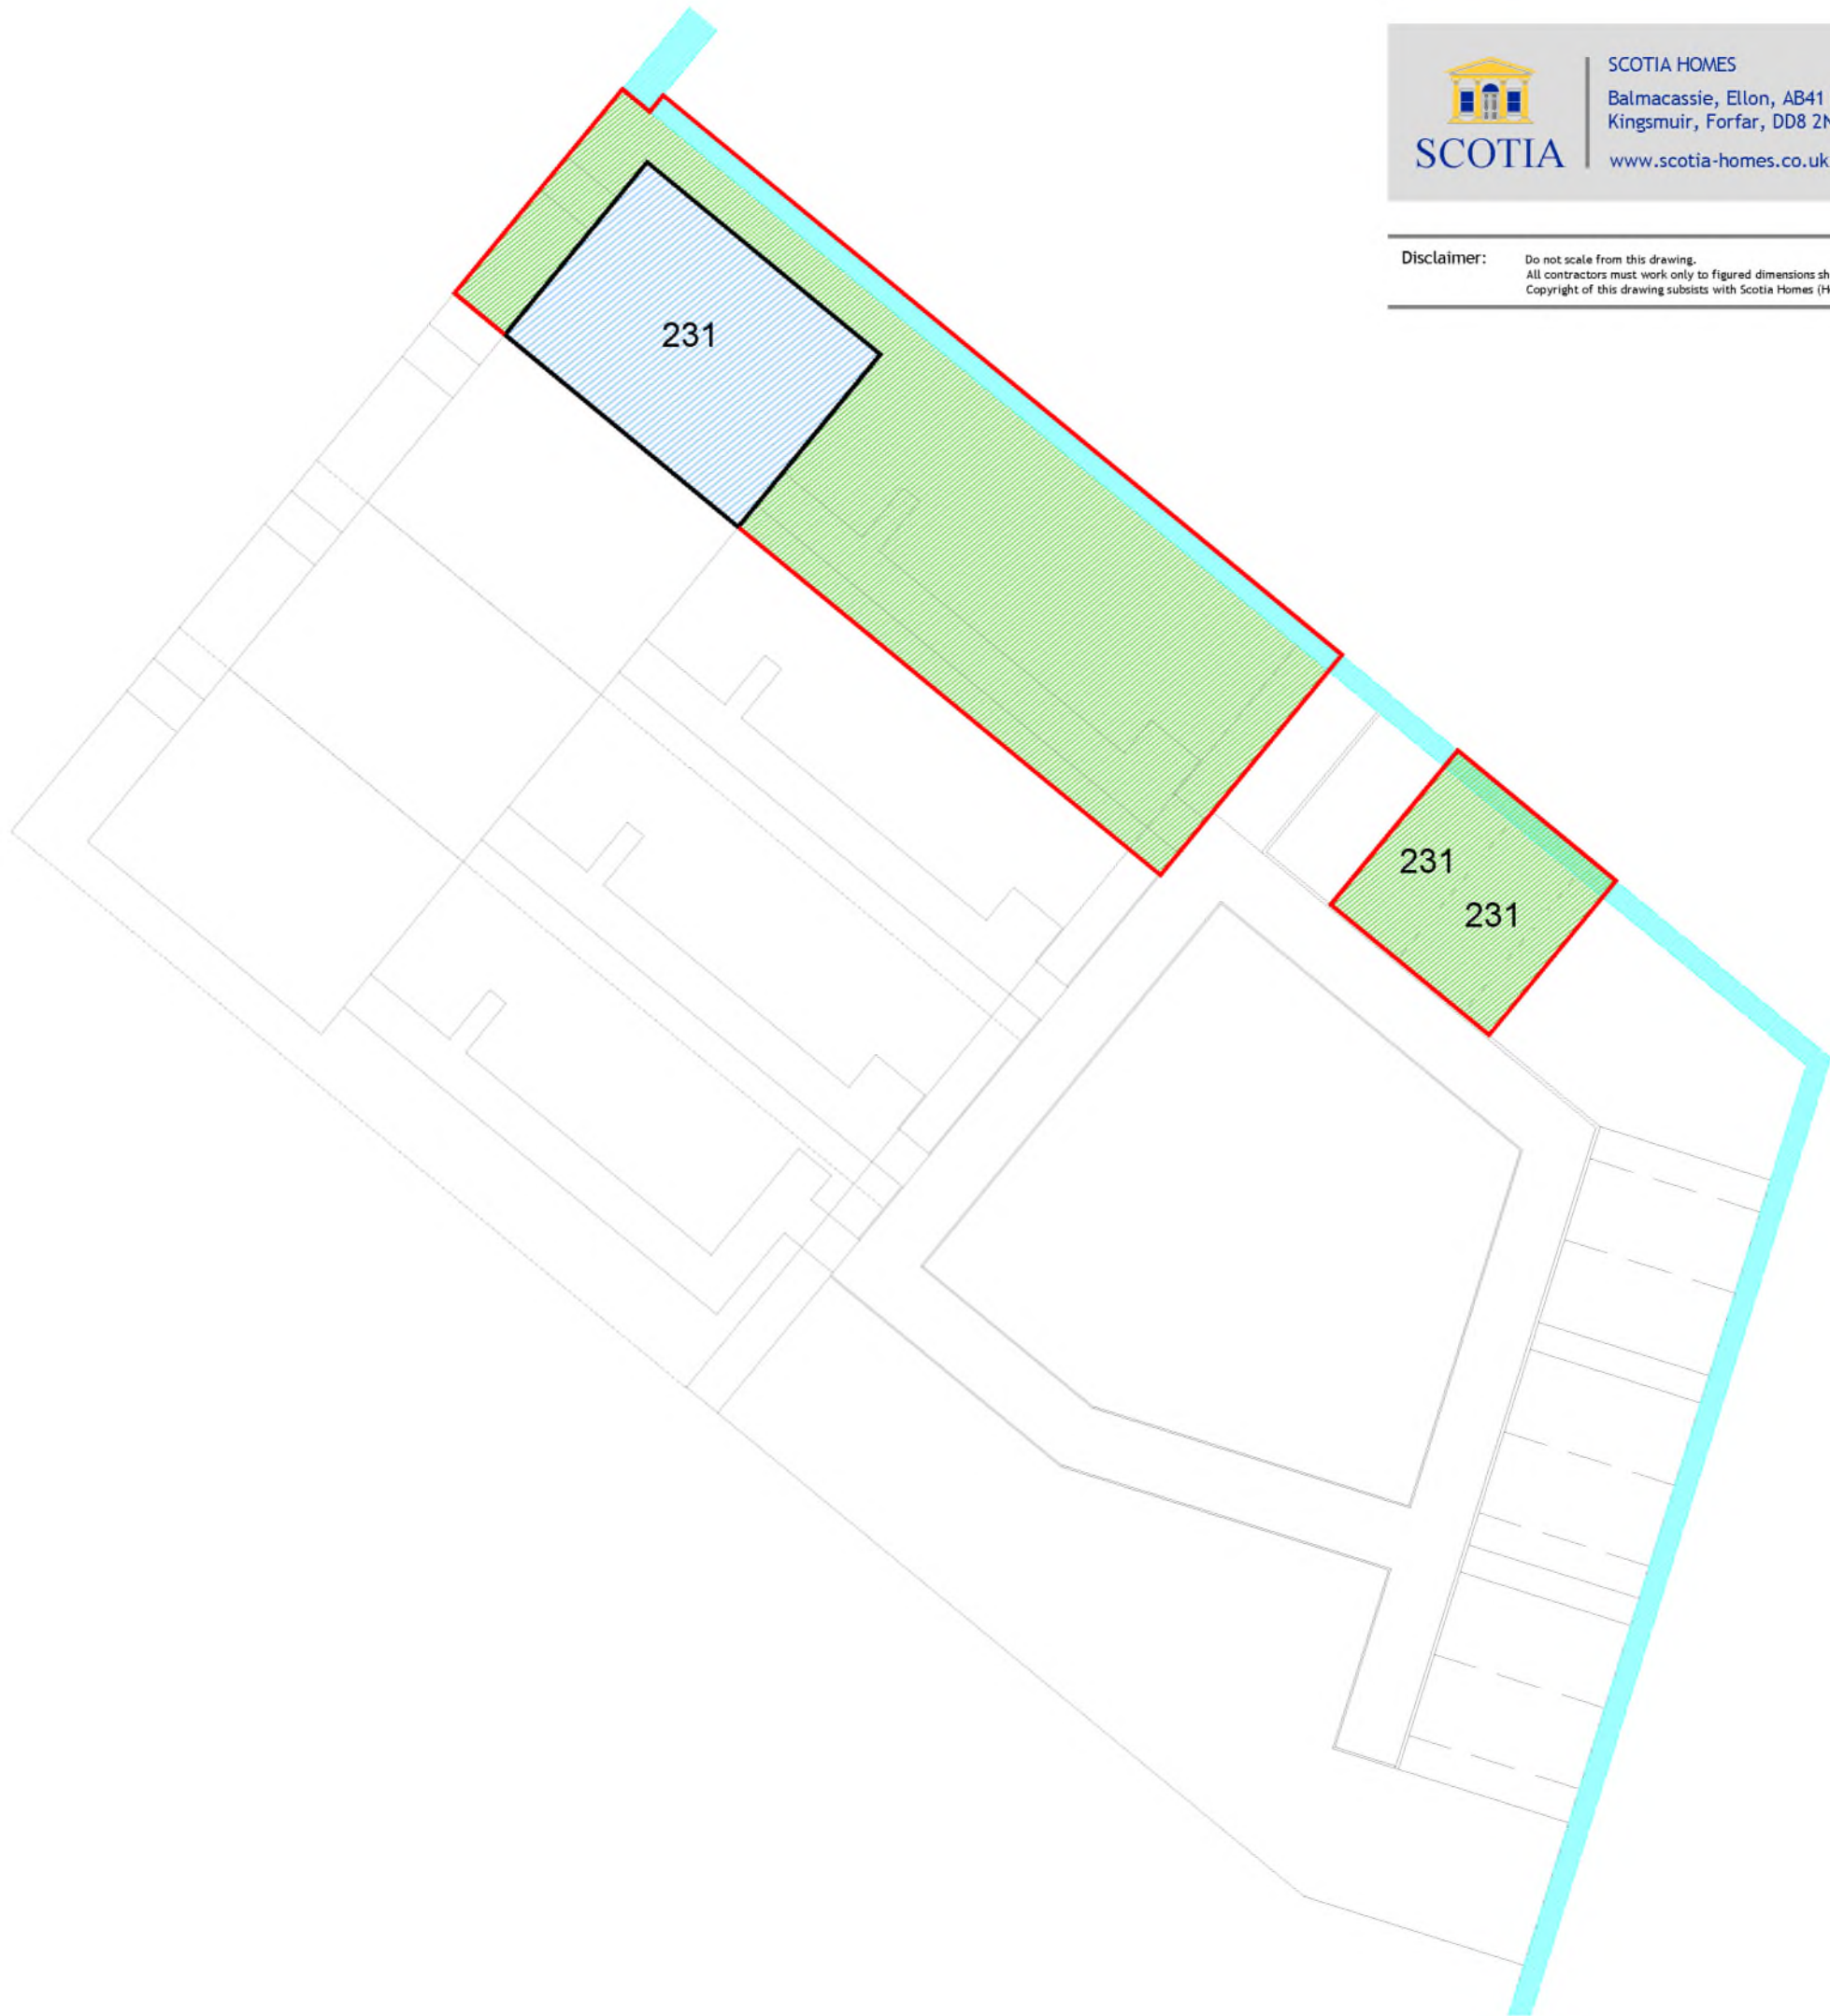 SCOTIA
SCOTIA HOMES
Balmacassie, Ellon, AB41
Kingsmuir, Forfar, DD8
www.scotia-homes.co.uk
Disclaimer:
Do not scale from this drawing.
All contractors must work only to figured dimensions
Copyright of this drawing subsists with Scotia Homes
231
231
231